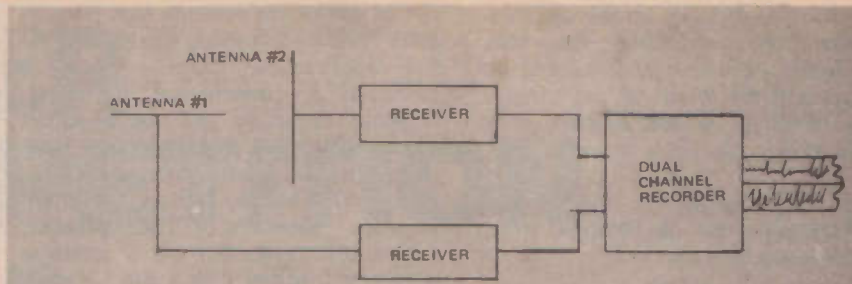 ANTENNA #2
ANTENNA #1
RECEIVER
DUAL
CHANNEL
RECORDER
RECEIVER